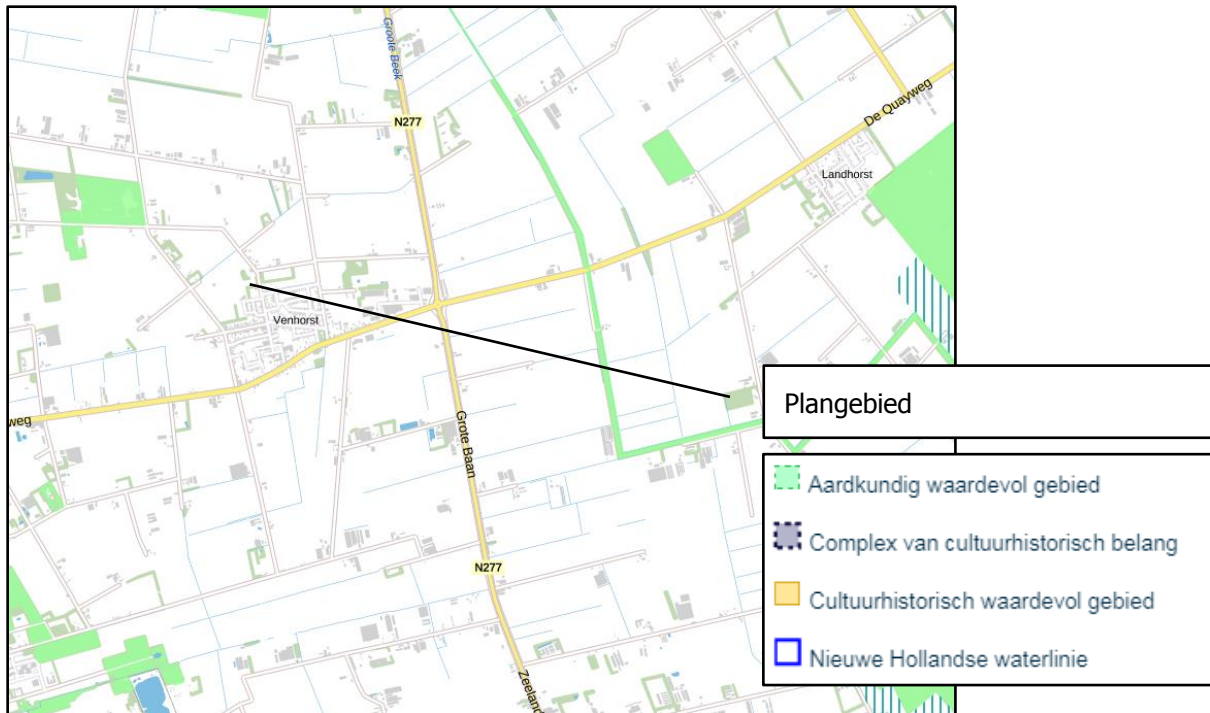 Groote Beek
N277
De Quayweg
Landhorst
Venhorst
weg
Grote Baan
Plangebied
Aardkundig waardevol gebied
Complex van cultuurhistorisch belang
Cultuurhistorisch waardevol gebied
N277
Nieuwe Hollandse waterlinie
Zeeland